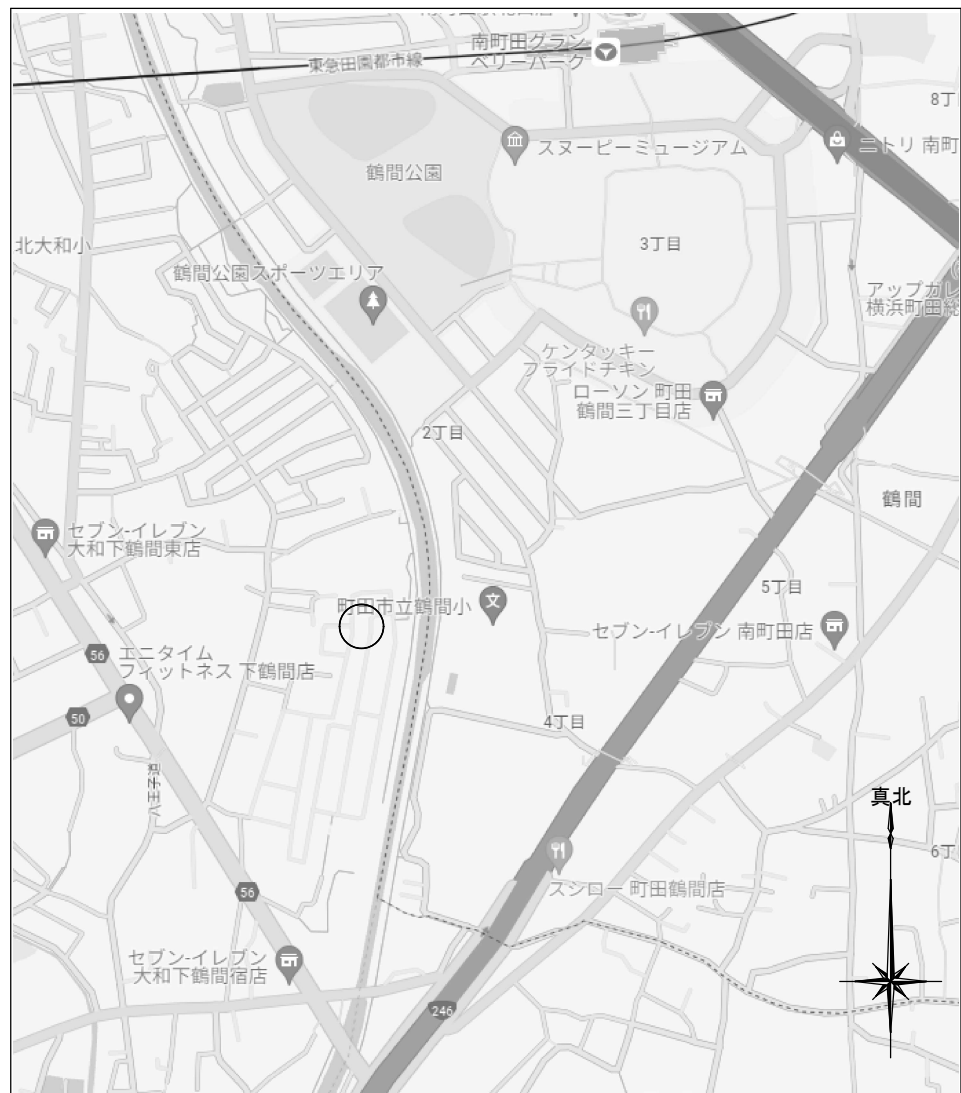 南町田グラン
ベリーパーク
東急田園都市線
8丁
スヌーピーミュージアム
ニトリ 南町
鶴間公園
北大和小
3丁目
鶴間公園スポーツエリア
アップガレ
横浜町田総
ケンタッキー
フライドチキン
ローソン 町田
鶴間三丁目店
2丁目
鶴間
セブン-イレブン
大和下鶴間東店
5丁目
町田市立鶴間小
セブン-イレブン 南町田店
56
エニタイム
フィットネス 下鶴間店
50
4丁目
八王子道
真北
6丁
56
スシロー 町田鶴間店
セブン-イレブン
大和下鶴間宿店
246